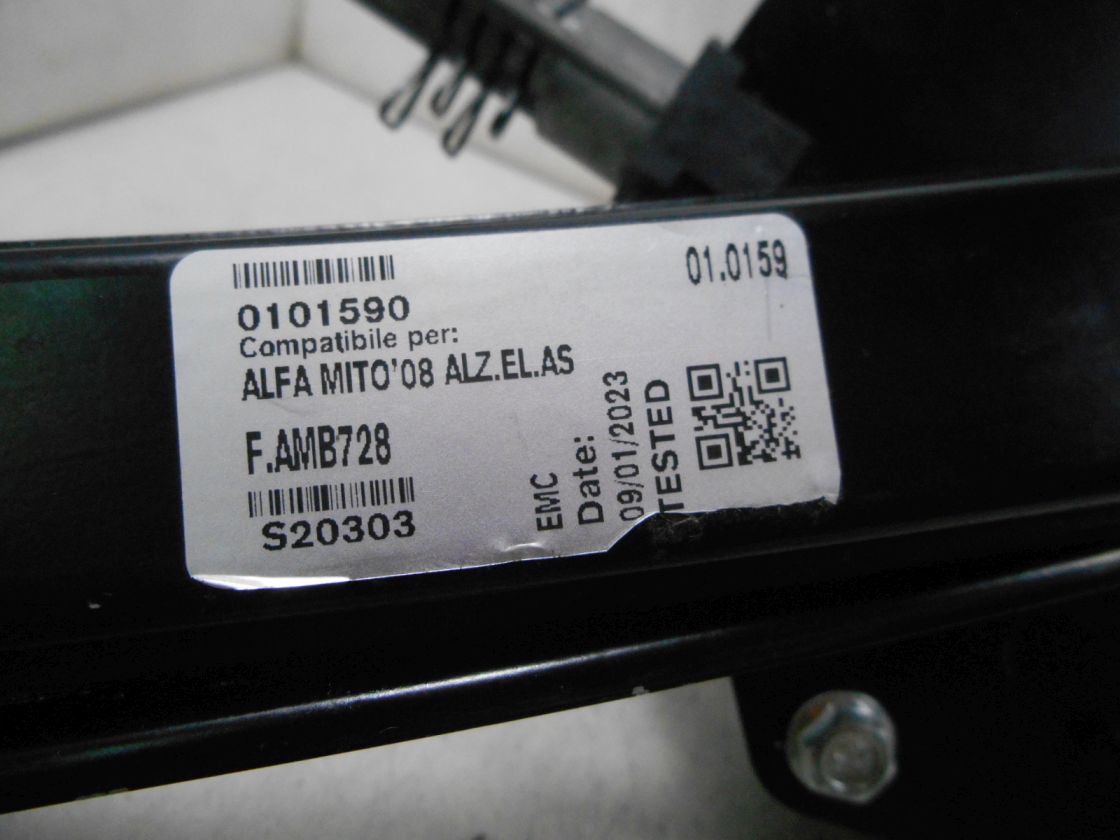 01.0159
0101590
Compatibile per:
ALFA MITO'08 ALZ.EL.AS
F.AMB728
S20303
EMC
Date:
09/01/2023
TESTED